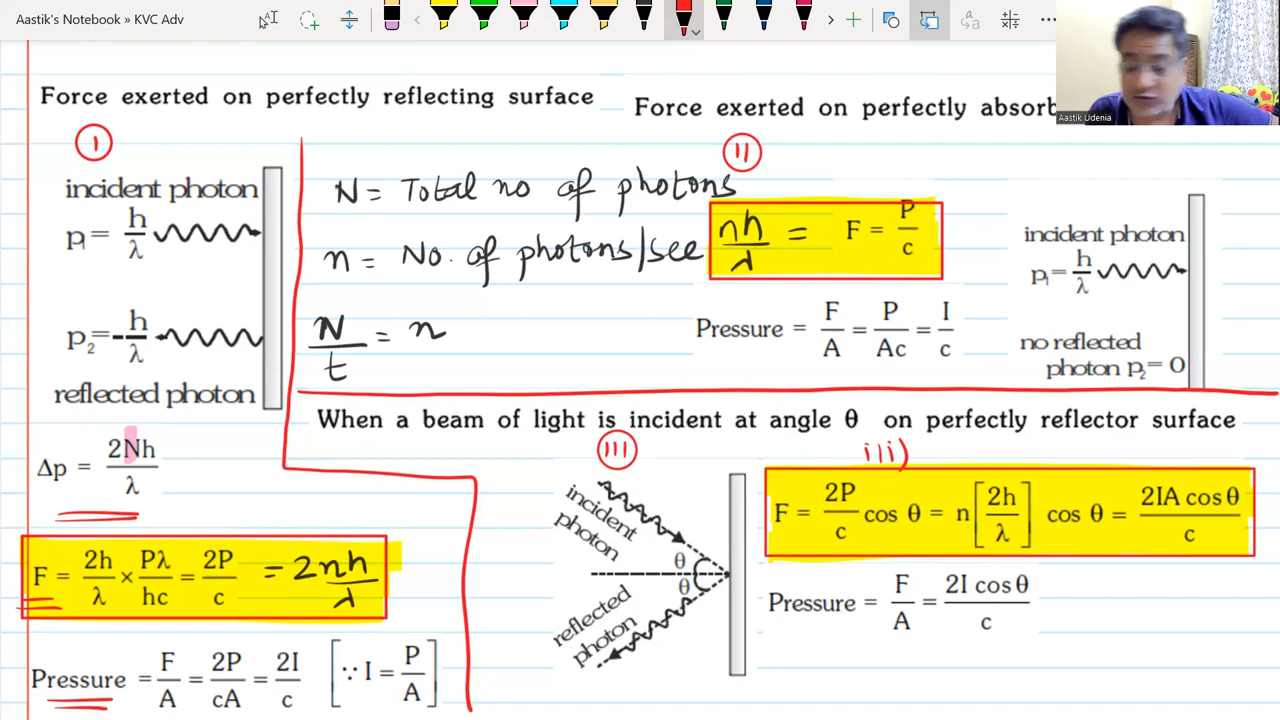 Aastik's Notebook » KVC Adv
Aastik Udenia
Force exerted on perfectly reflecting surface
I
incident photon
p₁ = h/λ
p₂ = -h/λ
reflected photon
Δp = 2Nh/λ
F = 2h/λ × Pλ/hc = 2P/c = 2nh/λ
Pressure = F/A = 2P/cA = 2I/c [∵ I = P/A]
N = Total no of photons
n = No. of photons/see
N/t = n
Force exerted on perfectly absorb
II
nh/λ = F = P/c
Pressure = F/A = P/Ac = I/c
incident photon
p₁ = h/λ
no reflected
photon p₂ = 0
When a beam of light is incident at angle θ on perfectly reflector surface
III
iii)
incident
photon
θ
θ
reflected
photon
F = 2P/c cos θ = n[2h/λ] cos θ = 2IA cos θ/c
Pressure = F/A = 2I cos θ/c